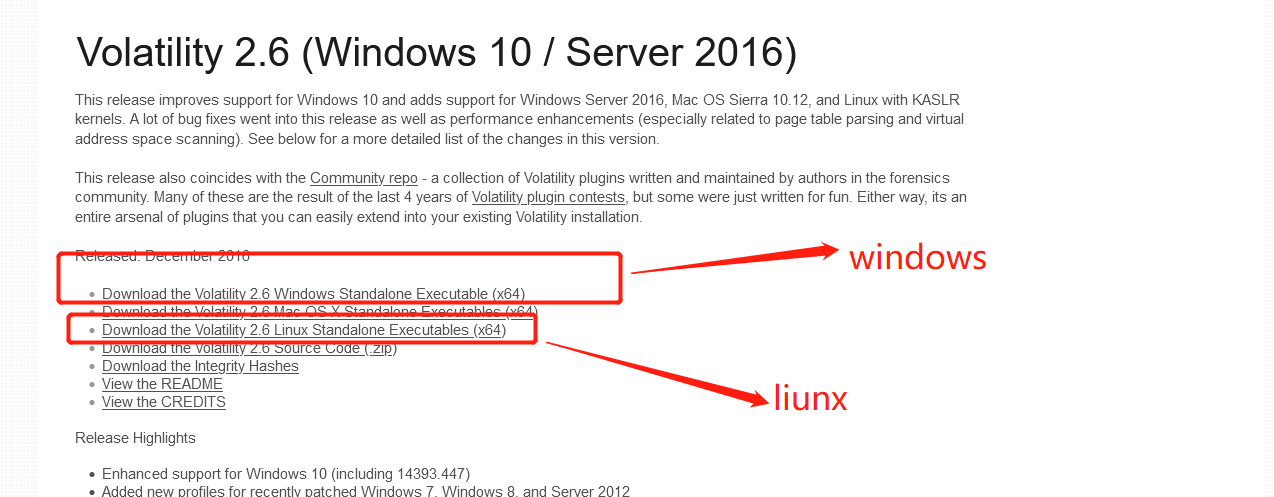 Volatility 2.6 (Windows 10 / Server 2016)
This release improves support for Windows 10 and adds support for Windows Server 2016, Mac OS Sierra 10.12, and Linux with KASLR
kernels. A lot of bug fixes went into this release as well as performance enhancements (especially related to page table parsing and virtual
address space scanning). See below for a more detailed list of the changes in this version.
This release also coincides with the Community repo - a collection of Volatility plugins written and maintained by authors in the forensics
community. Many of these are the result of the last 4 years of Volatility plugin contests, but some were just written for fun. Either way, its an
entire arsenal of plugins that you can easily extend into your existing Volatility installation.
Released: December 2016
windows
Download the Volatility 2.6 Windows Standalone Executable (x64)
Download the Volatility 2.6 Mac OS X Standalone Executables (x64)
Download the Volatility 2.6 Linux Standalone Executables (x64)
Download the Volatility 2.6 Source Code (.zip)
Download the Integrity Hashes
View the README
View the CREDITS
liunx
Release Highlights
Enhanced support for Windows 10 (including 14393.447)
Added new profiles for recently patched Windows 7, Windows 8, and Server 2012